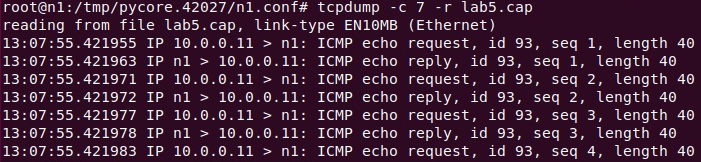 root@n1:/tmp/pycore.42027/n1.conf# tcpdump -c 7 -r lab5.cap
reading from file lab5.cap, link-type EN10MB (Ethernet)
13:07:55.421955 IP 10.0.0.11 > n1: ICMP echo request, id 93, seq 1, length 40
13:07:55.421963 IP n1 > 10.0.0.11: ICMP echo reply, id 93, seq 1, length 40
13:07:55.421971 IP 10.0.0.11 > n1: ICMP echo request, id 93, seq 2, length 40
13:07:55.421972 IP n1 > 10.0.0.11: ICMP echo reply, id 93, seq 2, length 40
13:07:55.421977 IP 10.0.0.11 > n1: ICMP echo request, id 93, seq 3, length 40
13:07:55.421978 IP n1 > 10.0.0.11: ICMP echo reply, id 93, seq 3, length 40
13:07:55.421983 IP 10.0.0.11 > n1: ICMP echo request, id 93, seq 4, length 40